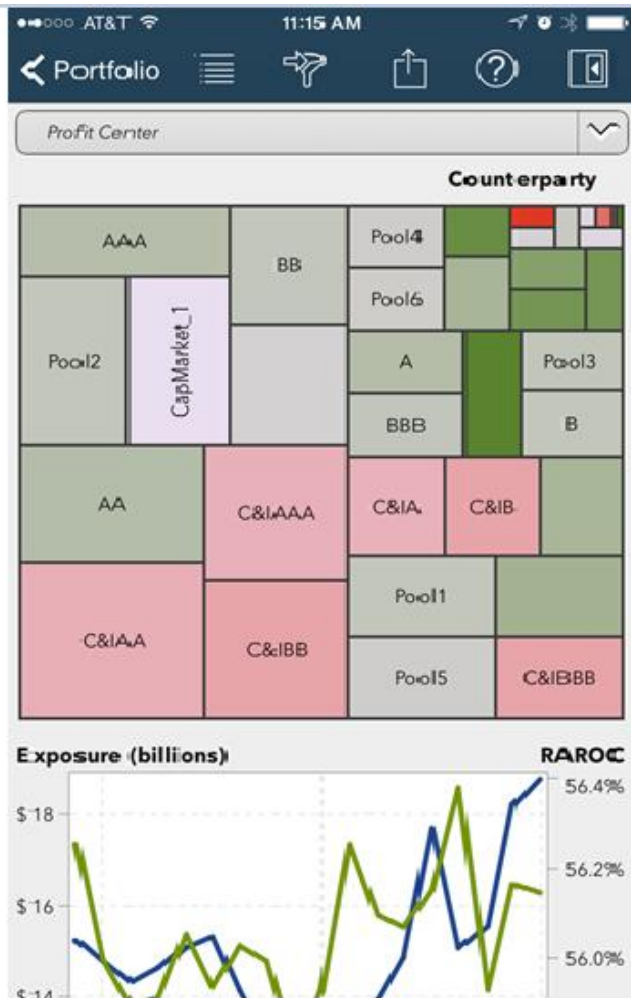 AT&T 11:15 AM
Portfolio
Profit Center
Counterparty
AAA
BB
Pool4
Pool6
Pool2
CapMarket_1
A
Pool3
BBB
B
AA
C&I AAA
C&IA
C&IB
Pool1
C&IAA
C&IBB
Pool5
C&IBBB
Exposure (billions)
RAROC
$18
56.4%
56.2%
$16
56.0%
$14